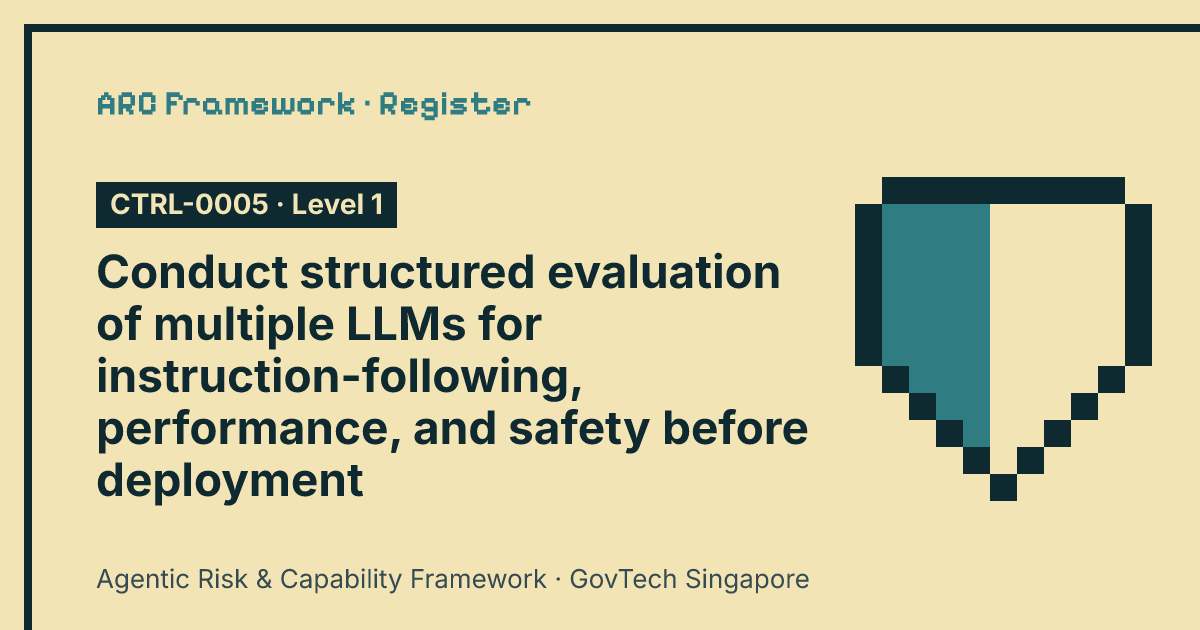 ARC Framework · Register
CTRL-0005 · Level 1
Conduct structured evaluation
of multiple LLMs for
instruction-following,
performance, and safety before
deployment
Agentic Risk & Capability Framework · GovTech Singapore